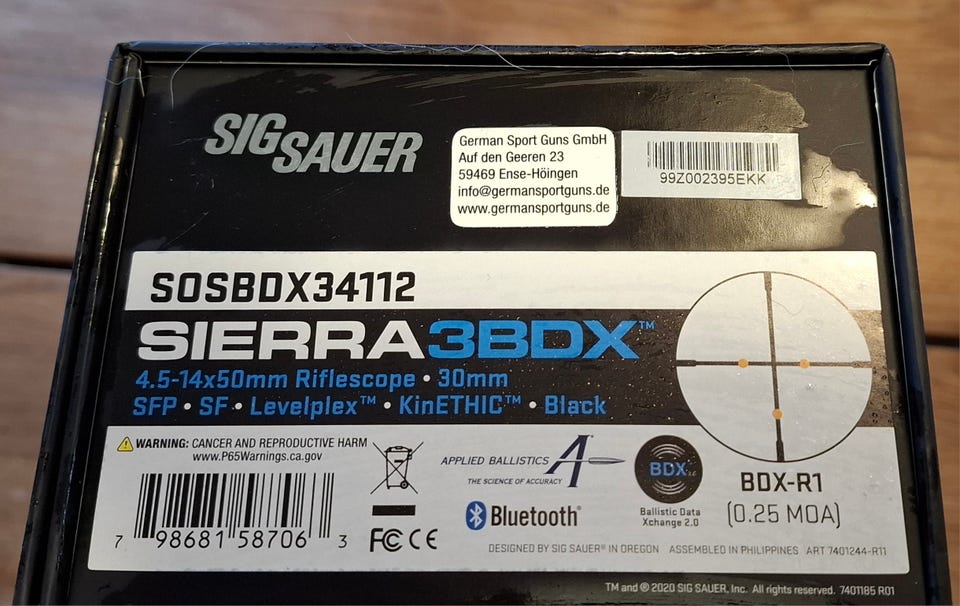 SIG SAUER
German Sport Guns GmbH
Auf den Geeren 23
59469 Ense-Höingen
info@germansportguns.de
www.germansportguns.de
99Z002395EKK
SOSBDX34112
SIERRA3BDX™
4.5-14x50mm Riflescope • 30mm
SFP • SF • Levelplex™ • KinETHIC™ • Black
WARNING: CANCER AND REPRODUCTIVE HARM
www.P65Warnings.ca.gov
7 98681 58706 3
FC CE
APPLIED BALLISTICS A
THE SCIENCE OF ACCURACY
Bluetooth®
BDX 2.0
Ballistic Data
Xchange 2.0
BDX-R1
(0.25 MOA)
DESIGNED BY SIG SAUER® IN OREGON ASSEMBLED IN PHILIPPINES ART 7401244-R11
TM and ® 2020 SIG SAUER, Inc. All rights reserved. 7401185 R01